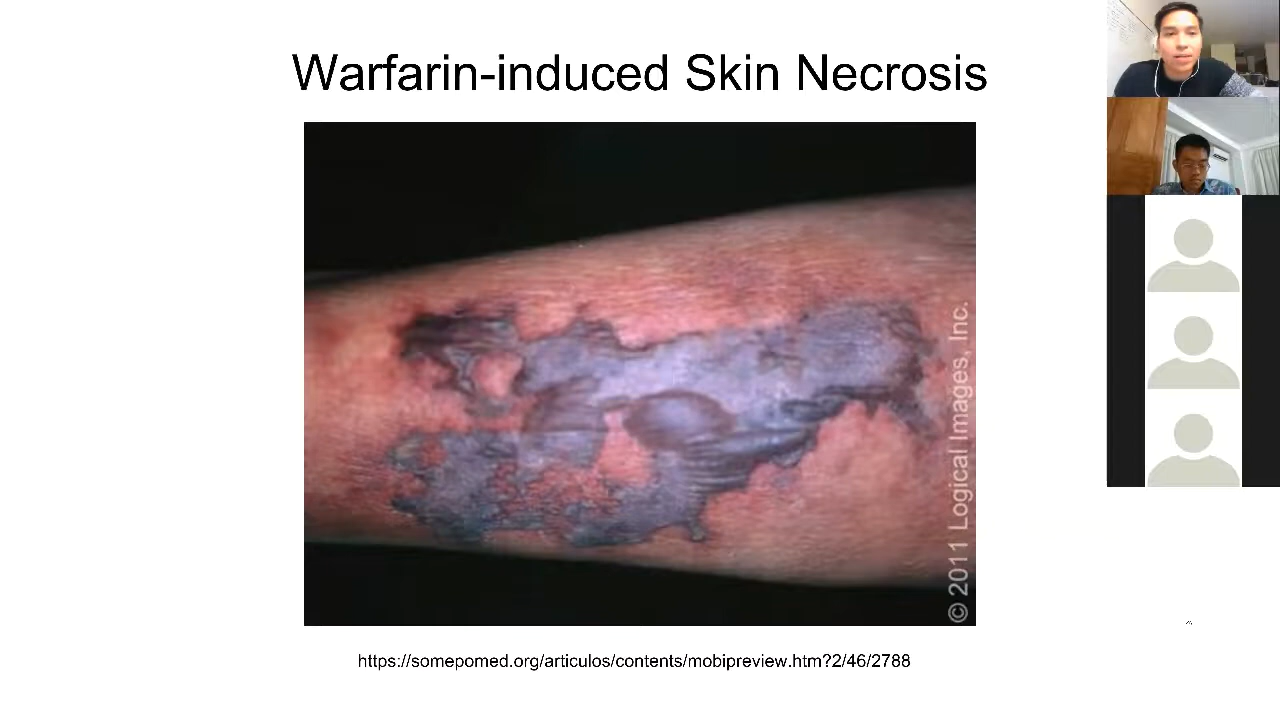 Warfarin-induced Skin Necrosis
© 2011 Logical Images, Inc.
https://somepomed.org/articulos/contents/mobipreview.htm?2/46/2788